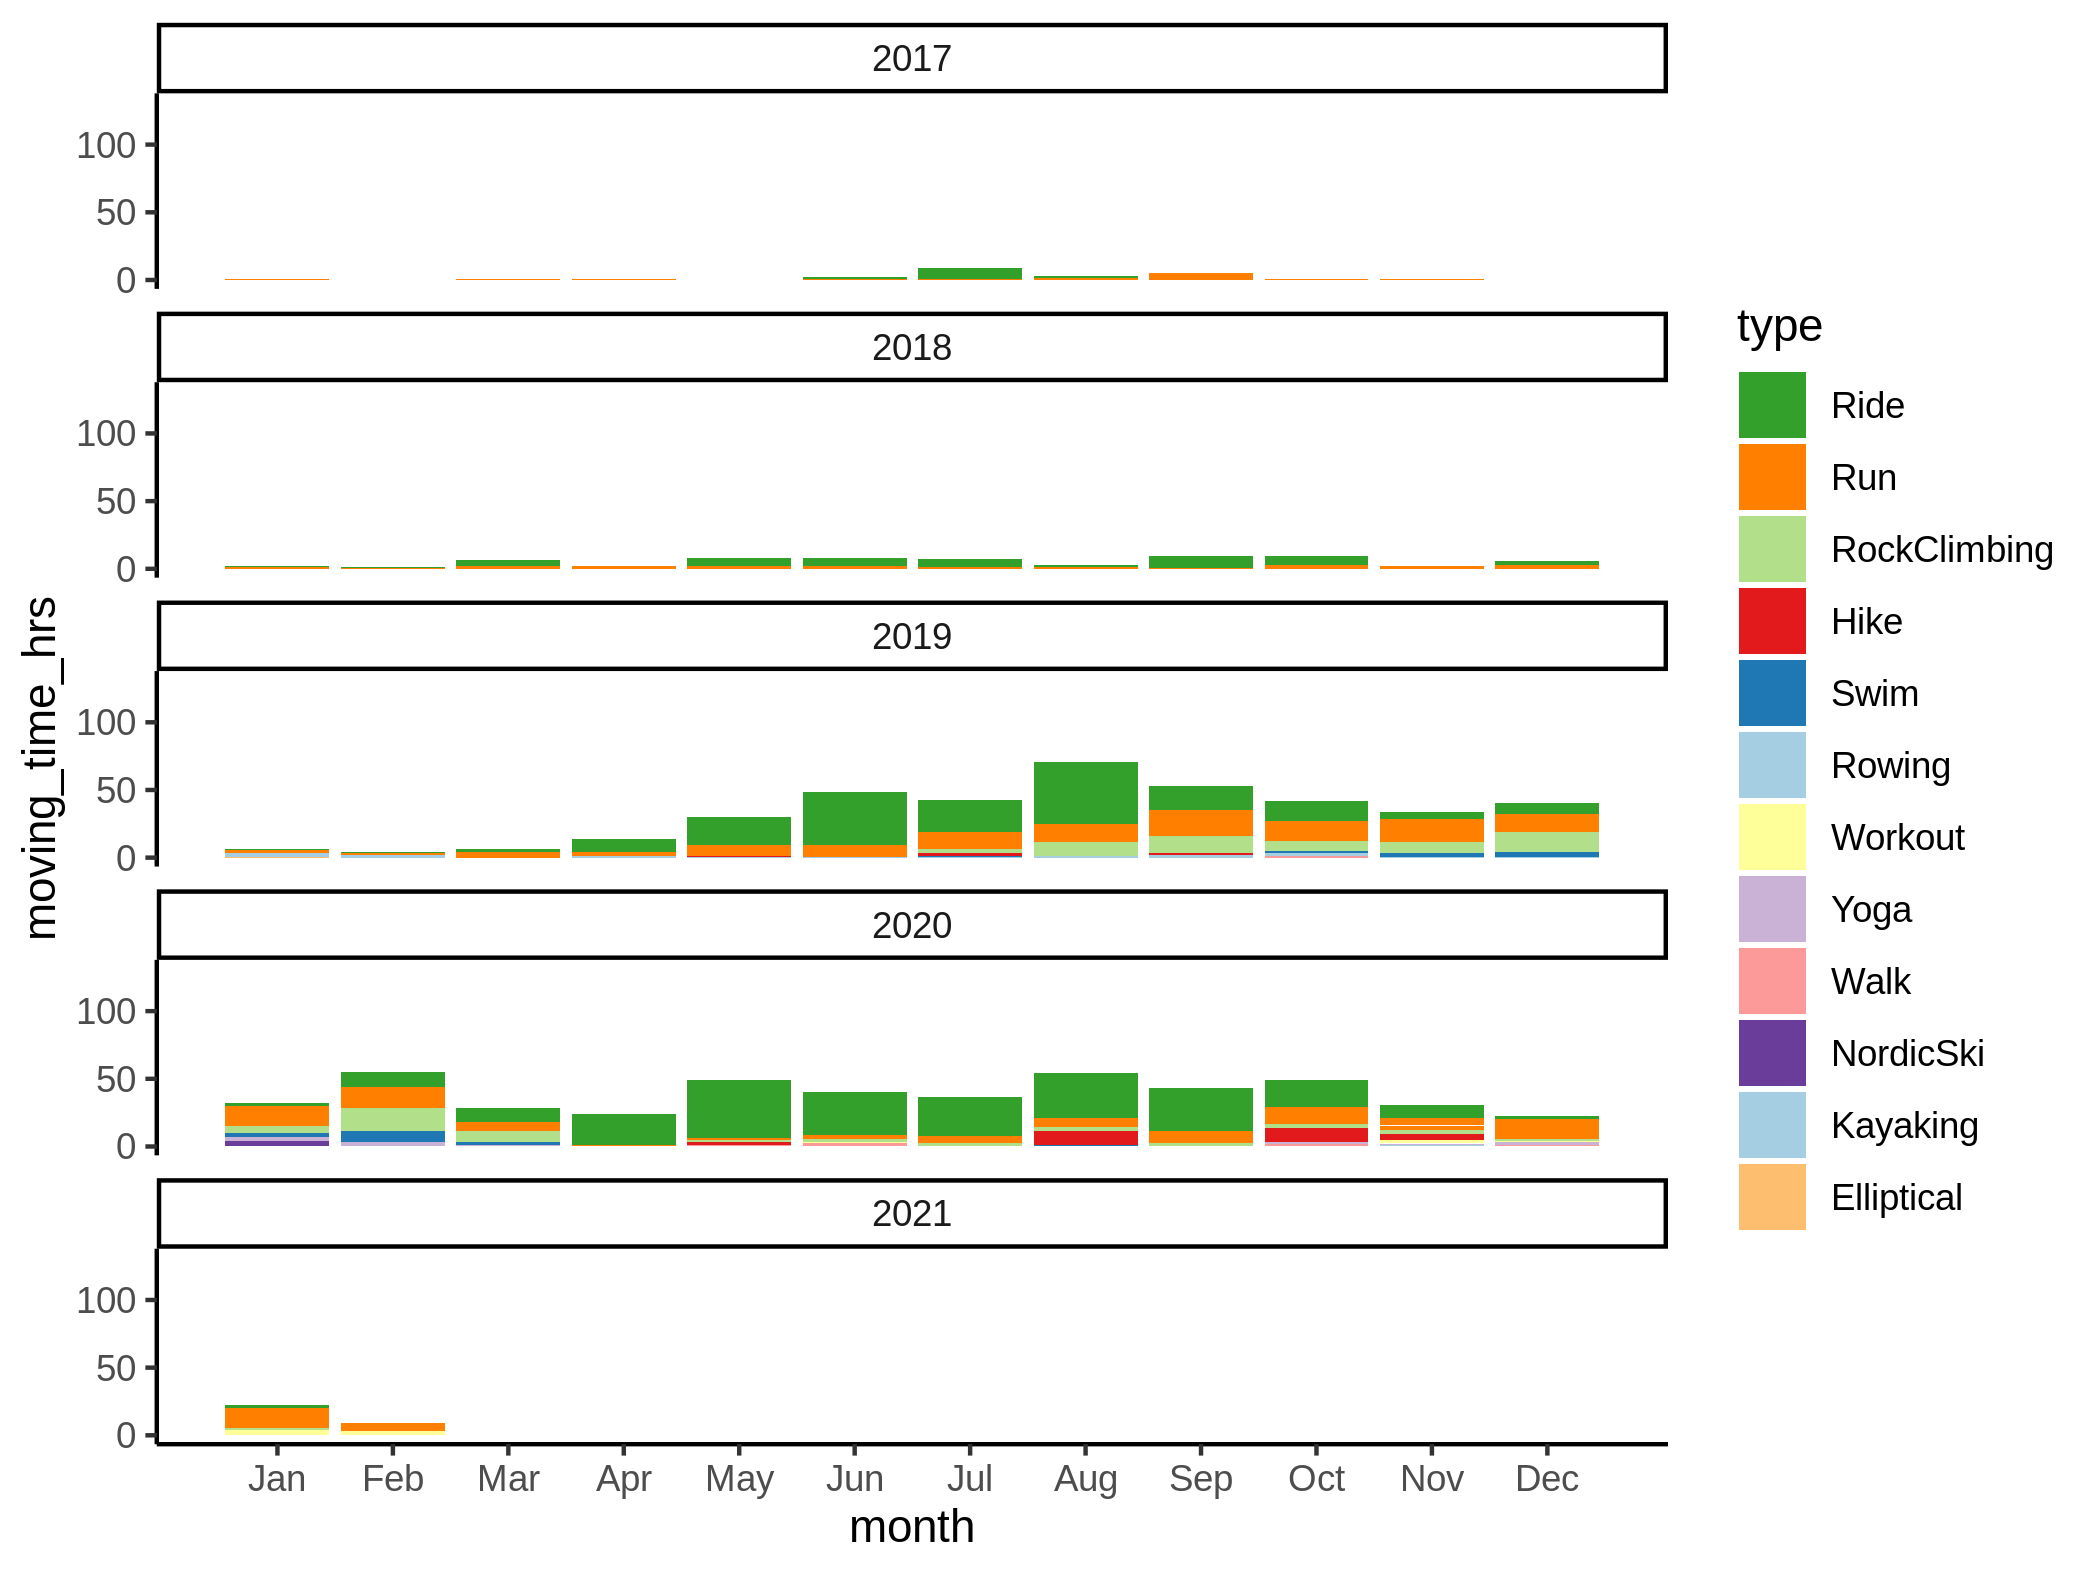 2017
100
50
0
2018
100
50
0
2019
100
50
0
2020
100
50
0
2021
100
50
0
Jan Feb Mar Apr May Jun Jul Aug Sep Oct Nov Dec
month
moving_time_hrs
type
Ride
Run
RockClimbing
Hike
Swim
Rowing
Workout
Yoga
Walk
NordicSki
Kayaking
Elliptical